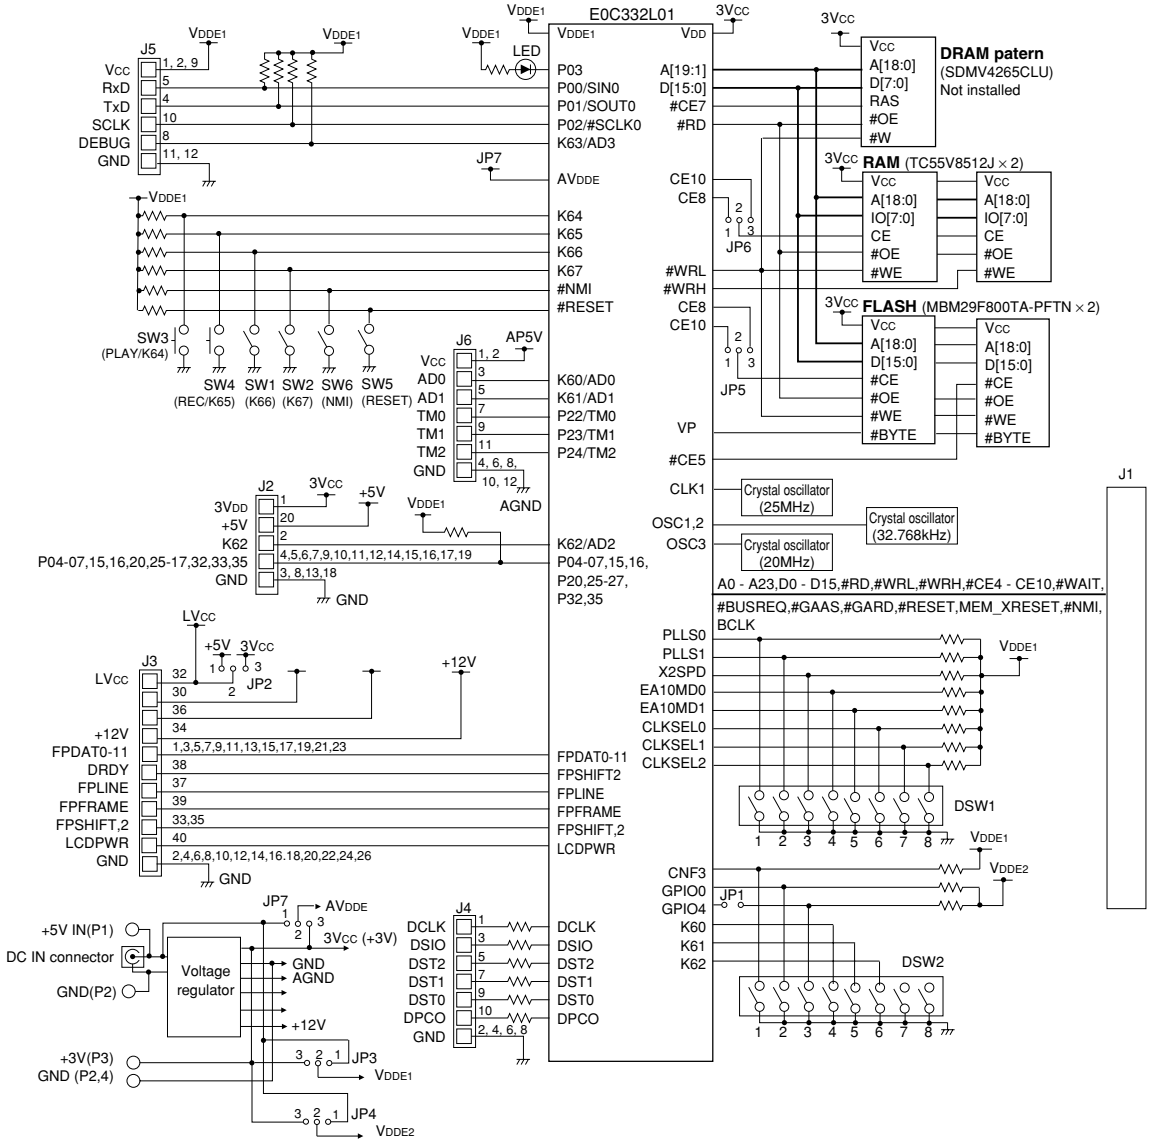 E0C332L01
VDDE1
VDDE1
VDD
3VCC
J5
VCC
1, 2, 9
VDDE1
RxD
5
TxD
4
SCLK
10
DEBUG
8
GND
11, 12
VDDE1
VDDE1
LED
P03
P00/SIN0
P01/SOUT0
P02/#SCLK0
K63/AD3
JP7
AVDDE
VDDE1
K64
K65
K66
K67
#NMI
#RESET
SW3
(PLAY/K64)
SW4
(REC/K65)
SW1
(K66)
SW2
(K67)
SW6
(NMI)
SW5
(RESET)
J6
AP5V
VCC
1, 2
AD0
3
K60/AD0
AD1
5
K61/AD1
TM0
7
P22/TM0
TM1
9
P23/TM1
TM2
11
P24/TM2
GND
4, 6, 8,
10, 12
AGND
J2
3VCC
3VDD
1
+5V
+5V
20
K62
2
VDDE1
K62/AD2
P04-07,15,16,20,25-17,32,33,35
4,5,6,7,9,10,11,12,14,15,16,17,19
P04-07,15,16,
P20,25-27,
P32,35
GND
3, 8,13,18
GND
LVCC
+5V
3VCC
1
3
2
JP2
J3
LVCC
32
30
36
+12V
34
+12V
FPDAT0-11
1,3,5,7,9,11,13,15,17,19,21,23
FPDAT0-11
DRDY
38
FPSHIFT2
FPLINE
37
FPLINE
FPFRAME
39
FPFRAME
FPSHIFT,2
33,35
FPSHIFT,2
LCDPWR
40
LCDPWR
GND
2,4,6,8,10,12,14,16.18,20,22,24,26
GND
JP7
AVDDE
1
3
2
3VCC (+3V)
+5V IN(P1)
DC IN connector
GND(P2)
Voltage
regulator
GND
AGND
+12V
+3V(P3)
GND (P2,4)
3 2 1
JP3
VDDE1
3 2 1
JP4
VDDE2
J4
DCLK
1
DCLK
DSIO
3
DSIO
DST2
5
DST2
DST1
7
DST1
DST0
9
DST0
DPCO
10
DPCO
GND
2, 4, 6, 8
A[19:1]
D[15:0]
#CE7
#RD
3VCC
VCC
A[18:0]
D[7:0]
RAS
#OE
#W
DRAM patern
(SDMV4265CLU)
Not installed
CE10
CE8
2
1
3
JP6
#WRL
#WRH
3VCC
RAM (TC55V8512J × 2)
VCC
A[18:0]
IO[7:0]
CE
#OE
#WE
VCC
A[18:0]
IO[7:0]
CE
#OE
#WE
CE8
CE10
2
1
3
JP5
VP
#CE5
3VCC
FLASH (MBM29F800TA-PFTN × 2)
VCC
A[18:0]
D[15:0]
#CE
#OE
#WE
#BYTE
VCC
A[18:0]
D[15:0]
#CE
#OE
#WE
#BYTE
CLK1
Crystal oscillator
(25MHz)
OSC1,2
Crystal oscillator
(32.768kHz)
OSC3
Crystal oscillator
(20MHz)
J1
A0 - A23,D0 - D15,#RD,#WRL,#WRH,#CE4 - CE10,#WAIT,
#BUSREQ,#GAAS,#GARD,#RESET,MEM_XRESET,#NMI,
BCLK
PLLS0
PLLS1
X2SPD
EA10MD0
EA10MD1
CLKSEL0
CLKSEL1
CLKSEL2
VDDE1
DSW1
1 2 3 4 5 6 7 8
VDDE1
CNF3
GPIO0
VDDE2
GPIO4
JP1
K60
K61
K62
DSW2
1 2 3 4 5 6 7 8